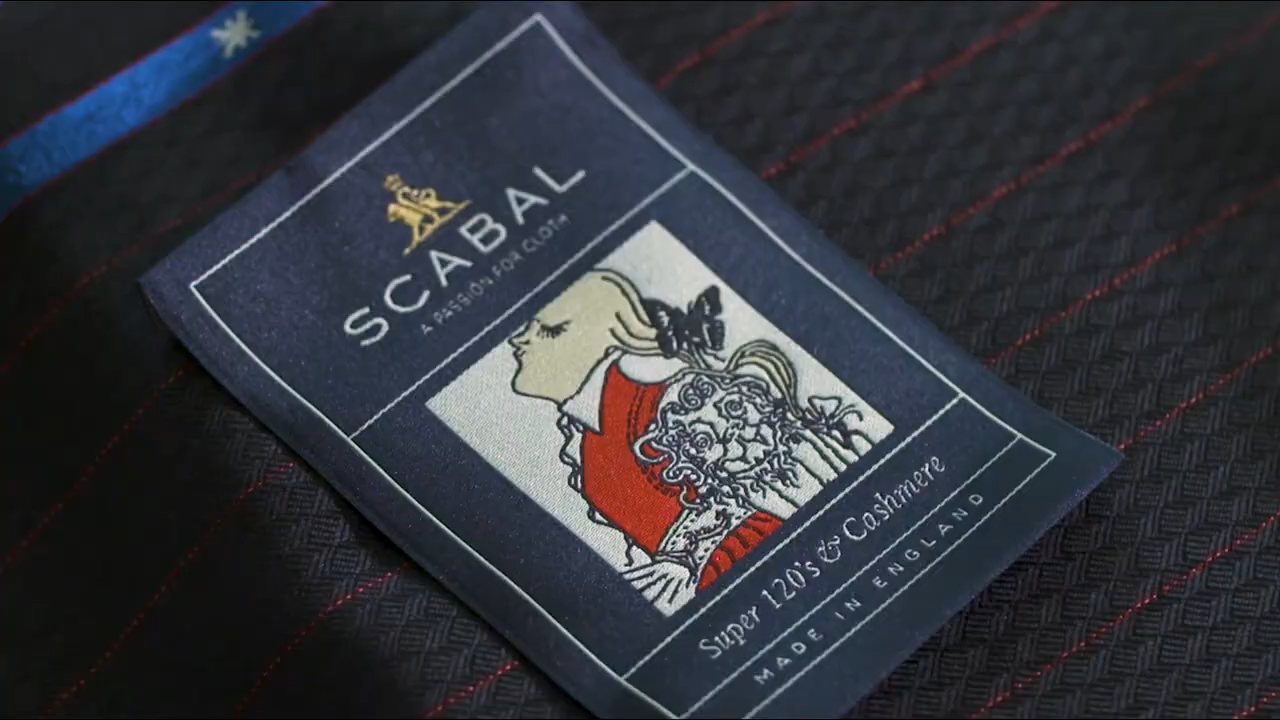 SCABAL
A PASSION FOR CLOTH
Super 120's & Cashmere
MADE IN ENGLAND